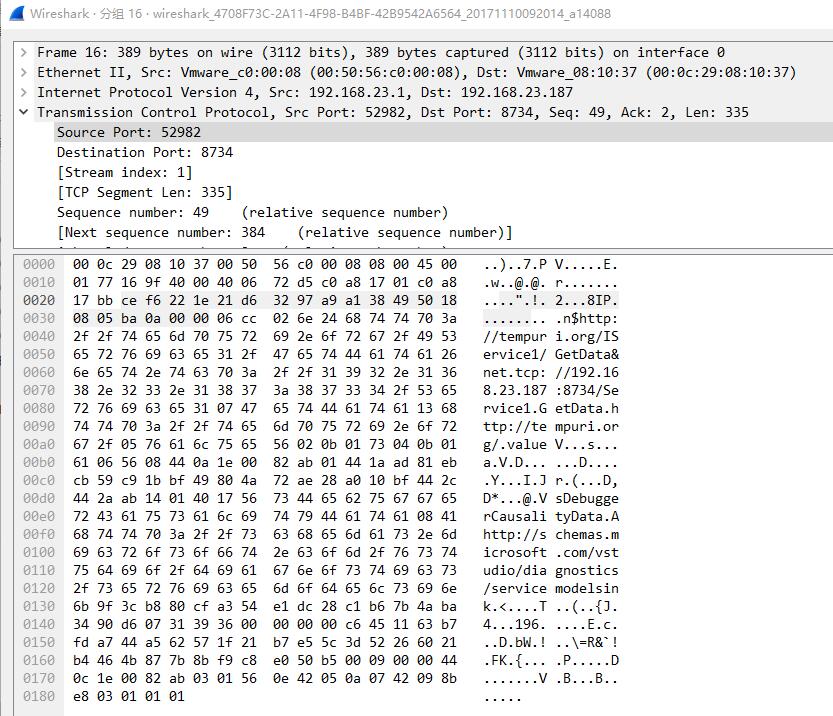 Wireshark · 分组 16 · wireshark_4708F73C-2A11-4F98-B4BF-42B9542A6564_20171110092014_a14088
Frame 16: 389 bytes on wire (3112 bits), 389 bytes captured (3112 bits) on interface 0
Ethernet II, Src: Vmware_c0:00:08 (00:50:56:c0:00:08), Dst: Vmware_08:10:37 (00:0c:29:08:10:37)
Internet Protocol Version 4, Src: 192.168.23.1, Dst: 192.168.23.187
Transmission Control Protocol, Src Port: 52982, Dst Port: 8734, Seq: 49, Ack: 2, Len: 335
Source Port: 52982
Destination Port: 8734
[Stream index: 1]
[TCP Segment Len: 335]
Sequence number: 49    (relative sequence number)
[Next sequence number: 384    (relative sequence number)]
0000  00 0c 29 08 10 37 00 50  56 c0 00 08 08 00 45 00   ..)..7.P V.....E.
0010  01 77 16 9f 40 00 40 06  72 d5 c0 a8 17 01 c0 a8   .w..@.@. r.......
0020  17 bb ce f6 22 1e 21 d6  32 97 a9 a1 38 49 50 18   ....".!. 2...8IP.
0030  08 05 ba 0a 00 00 06 cc  02 6e 24 68 74 74 70 3a   ........ .n$http:
0040  2f 2f 74 65 6d 70 75 72  69 2e 6f 72 67 2f 49 53   //tempur i.org/IS
0050  65 72 76 69 63 65 31 2f  47 65 74 44 61 74 61 26   ervice1/ GetData&
0060  6e 65 74 2e 74 63 70 3a  2f 2f 31 39 32 2e 31 36   net.tcp: //192.16
0070  38 2e 32 33 2e 31 38 37  3a 38 37 33 34 2f 53 65   8.23.187 :8734/Se
0080  72 76 69 63 65 31 07 47  65 74 44 61 74 61 13 68   rvice1.G etData.h
0090  74 74 70 3a 2f 2f 74 65  6d 70 75 72 69 2e 6f 72   ttp://te mpuri.or
00a0  67 2f 05 76 61 6c 75 65  56 02 0b 01 73 04 0b 01   g/.value V...s...
00b0  61 06 56 08 44 0a 1e 00  82 ab 01 44 1a ad 81 eb   a.V.D... ...D....
00c0  cb 59 c9 1b bf 49 80 4a  72 ae 28 a0 10 bf 44 2c   .Y...I.J r.(...D,
00d0  44 2a ab 14 01 40 17 56  73 44 65 62 75 67 67 65   D*...@.V sDebugge
00e0  72 43 61 75 73 61 6c 69  74 79 44 61 74 61 08 41   rCausali tyData.A
00f0  68 74 74 70 3a 2f 2f 73  63 68 65 6d 61 73 2e 6d   http://s chemas.m
0100  69 63 72 6f 73 6f 66 74  2e 63 6f 6d 2f 76 73 74   icrosoft .com/vst
0110  75 64 69 6f 2f 64 69 61  67 6e 6f 73 74 69 63 73   udio/dia gnostics
0120  2f 73 65 72 76 69 63 65  6d 6f 64 65 6c 73 69 6e   /service modelsin
0130  6b 9f 3c b8 80 cf a3 54  e1 dc 28 c1 b6 7b 4a ba   k.<....T ..(..{J.
0140  34 90 d6 07 31 39 36 00  00 00 00 c6 45 11 63 b7   4...196. ....E.c.
0150  fd a7 44 a5 62 57 1f 21  b7 e5 5c 3d 52 26 60 21   ..D.bW.! ..\=R&`!
0160  b4 46 4b 87 7b 8b f9 c8  e0 50 b5 00 09 00 00 44   .FK.{... .P.....D
0170  0c 1e 00 82 ab 03 01 56  0e 42 05 0a 07 42 09 8b   .......V .B...B..
0180  e8 03 01 01 01   .....